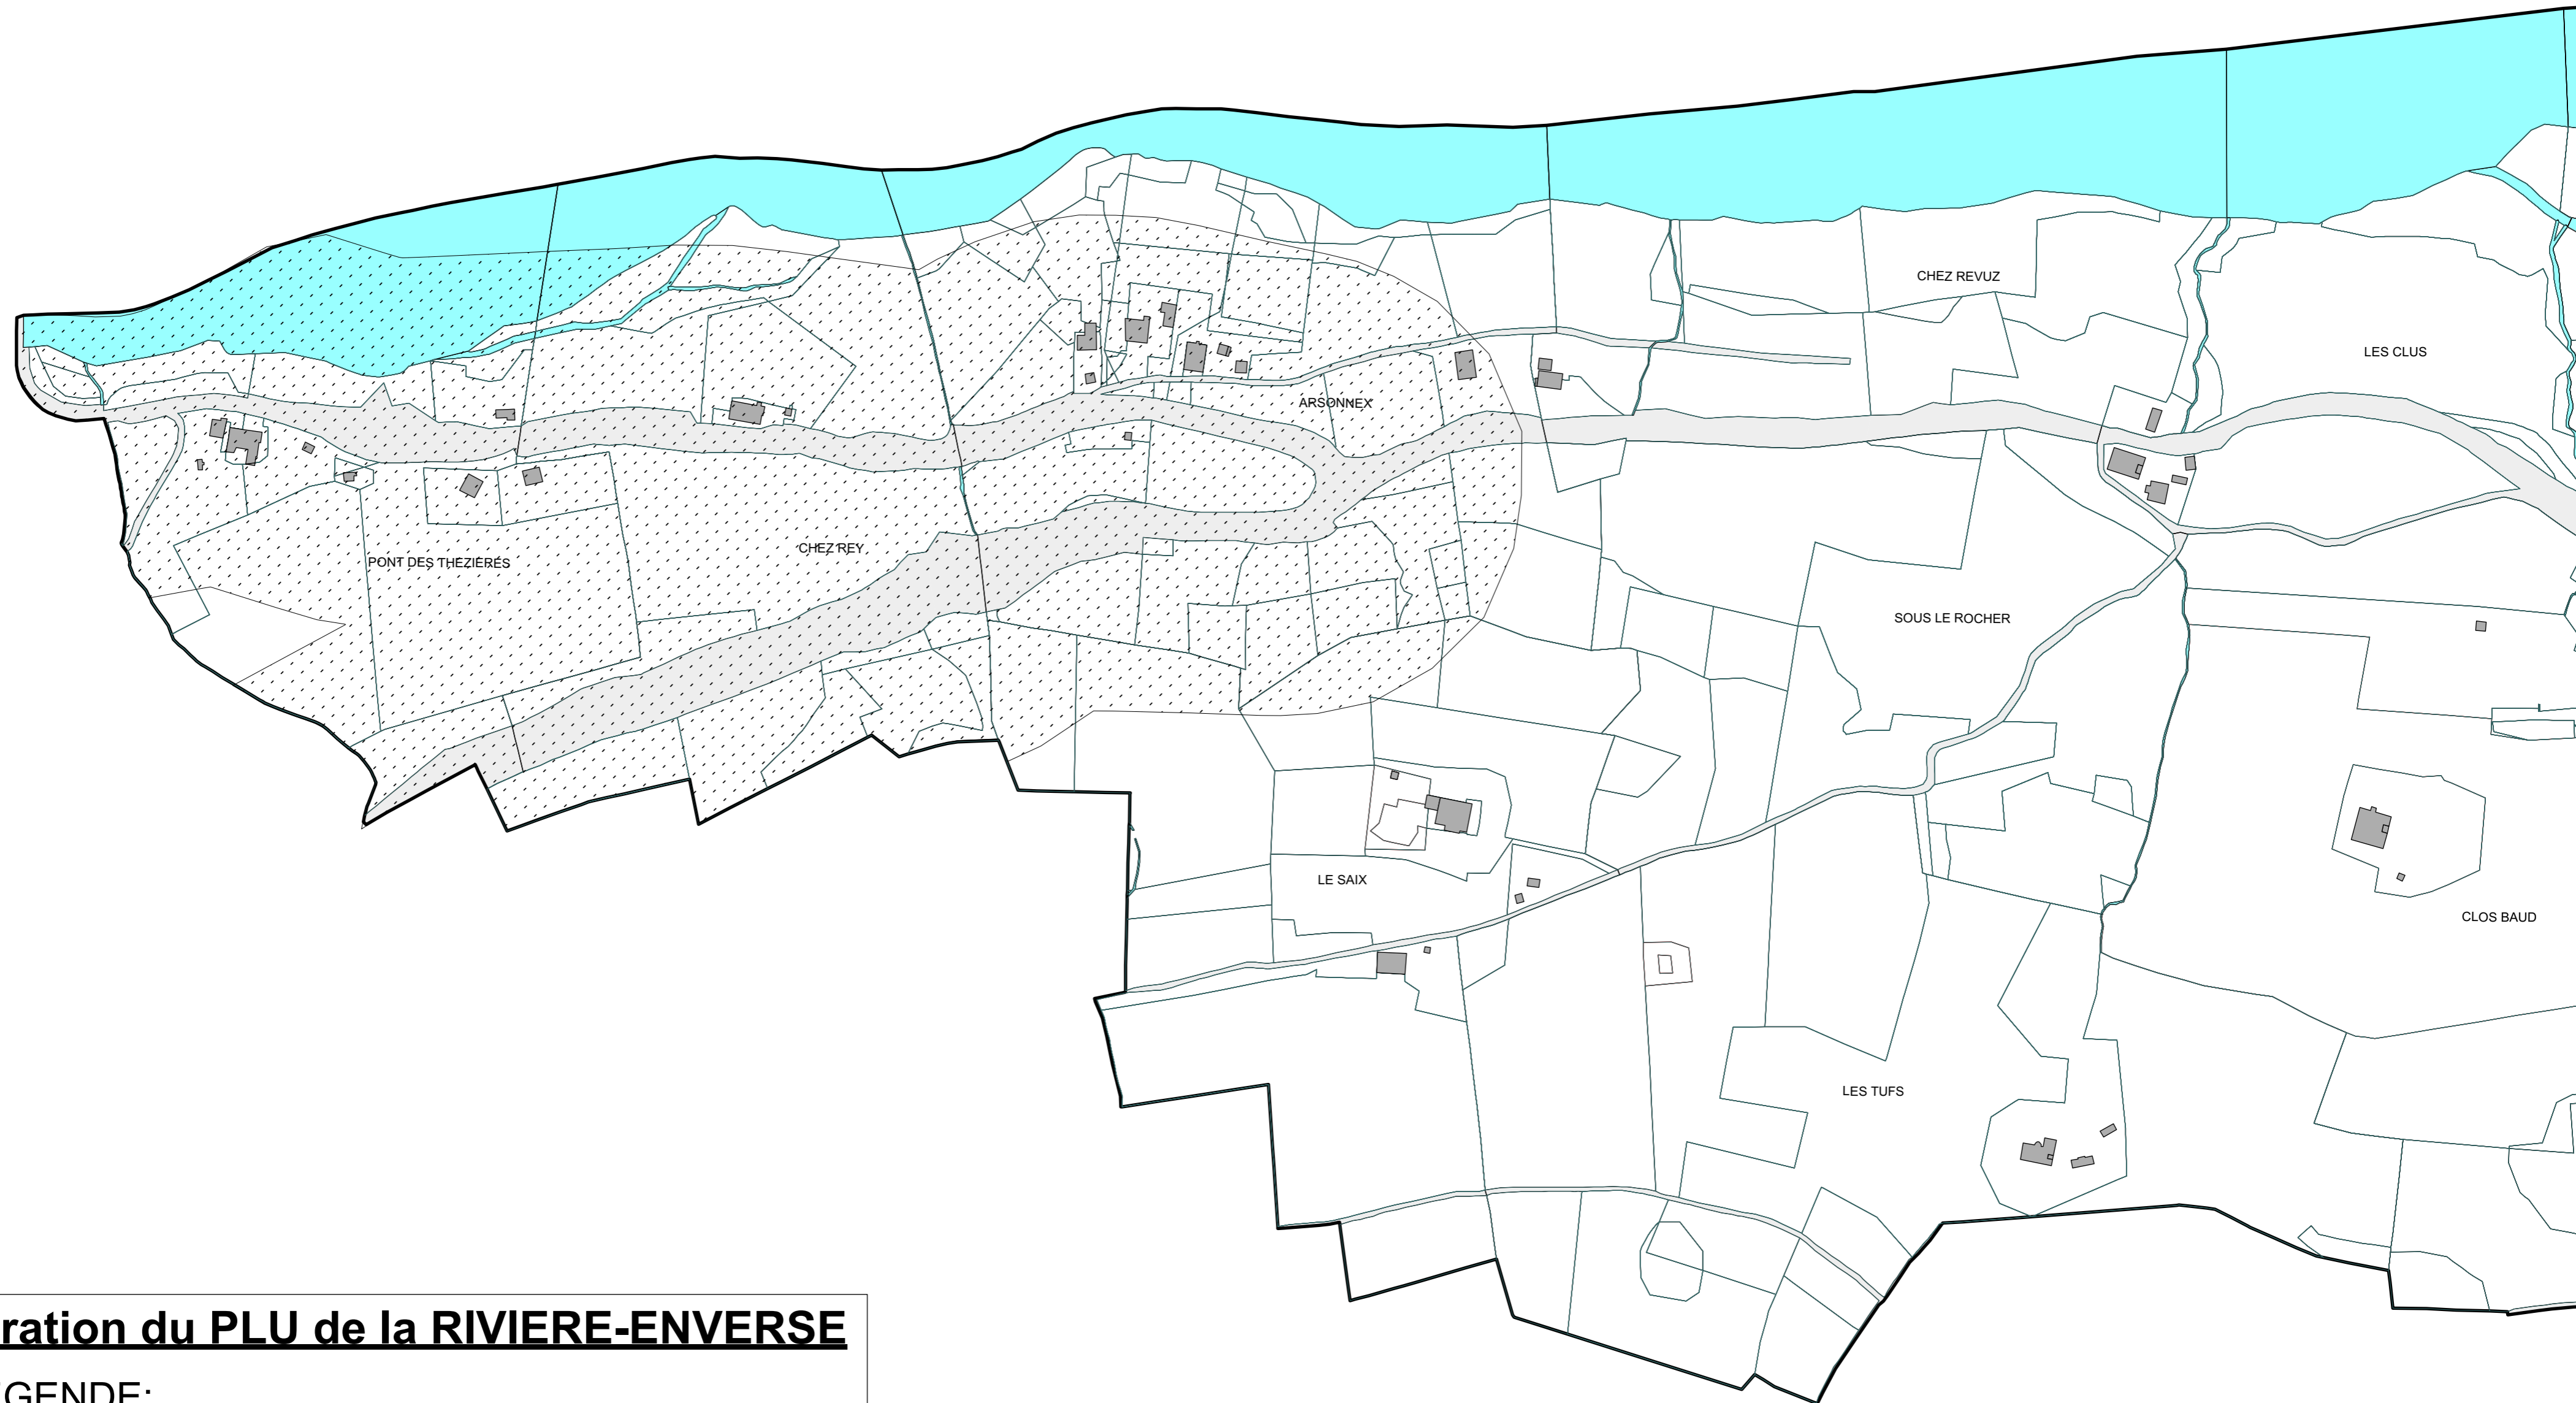 CHEZ REVUZ
LES CLUS
ARSONNEX
CHEZ REY
PONT DES THEZIERES
SOUS LE ROCHER
LE SAIX
CLOS BAUD
LES TUFS
ration du PLU de la RIVIERE-ENVERSE
GENDE: